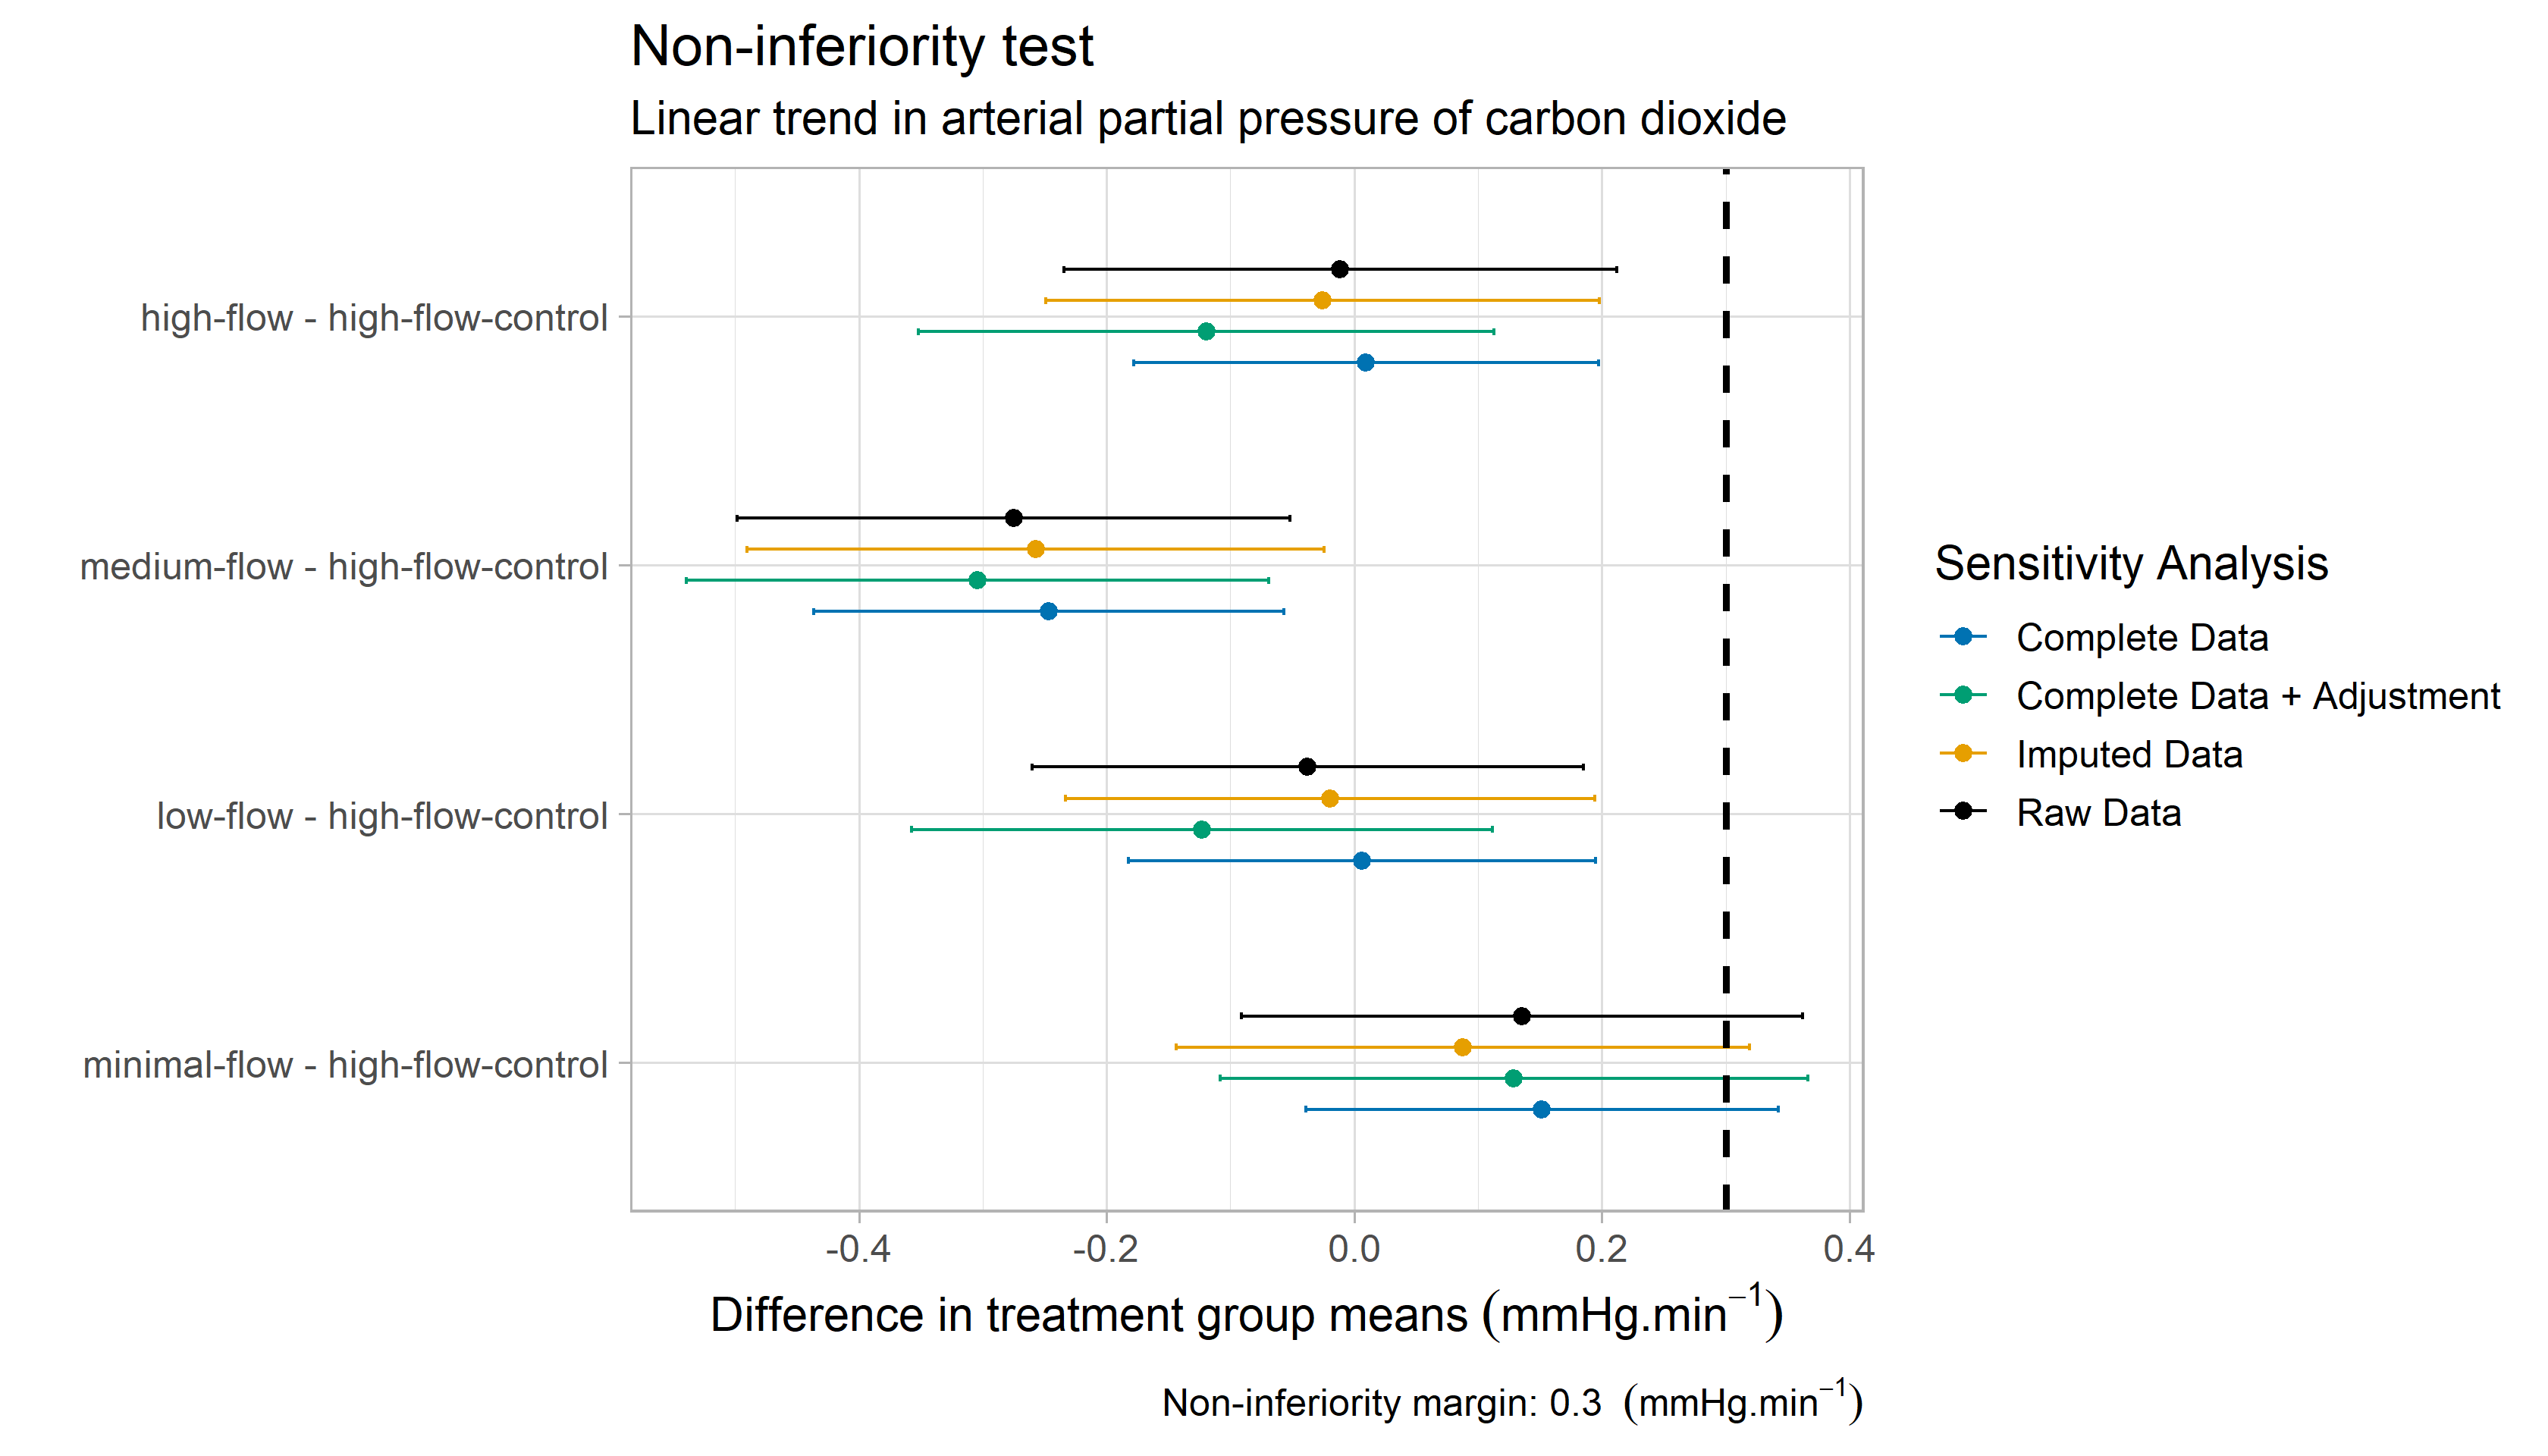 Non-inferiority test
Linear trend in arterial partial pressure of carbon dioxide
high-flow - high-flow-control
medium-flow - high-flow-control
low-flow - high-flow-control
minimal-flow - high-flow-control
-0.4 -0.2 0.0 0.2 0.4
Difference in treatment group means (mmHg.min⁻¹)
Non-inferiority margin: 0.3 (mmHg.min⁻¹)
Sensitivity Analysis
Complete Data
Complete Data + Adjustment
Imputed Data
Raw Data